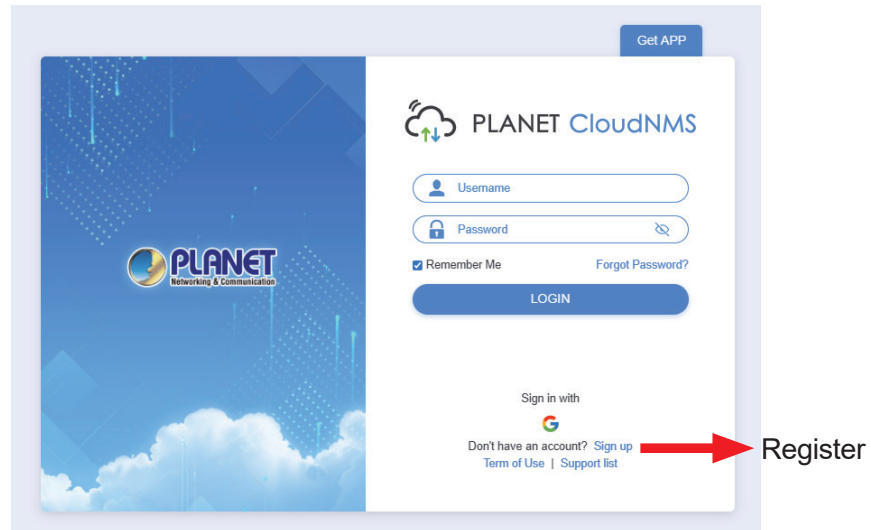 Get APP
PLANET CloudNMS
Username
Password
Remember Me Forgot Password?
LOGIN
PLANET
Networking & Communication
Sign in with
Don't have an account? Sign up
Register
Term of Use | Support list